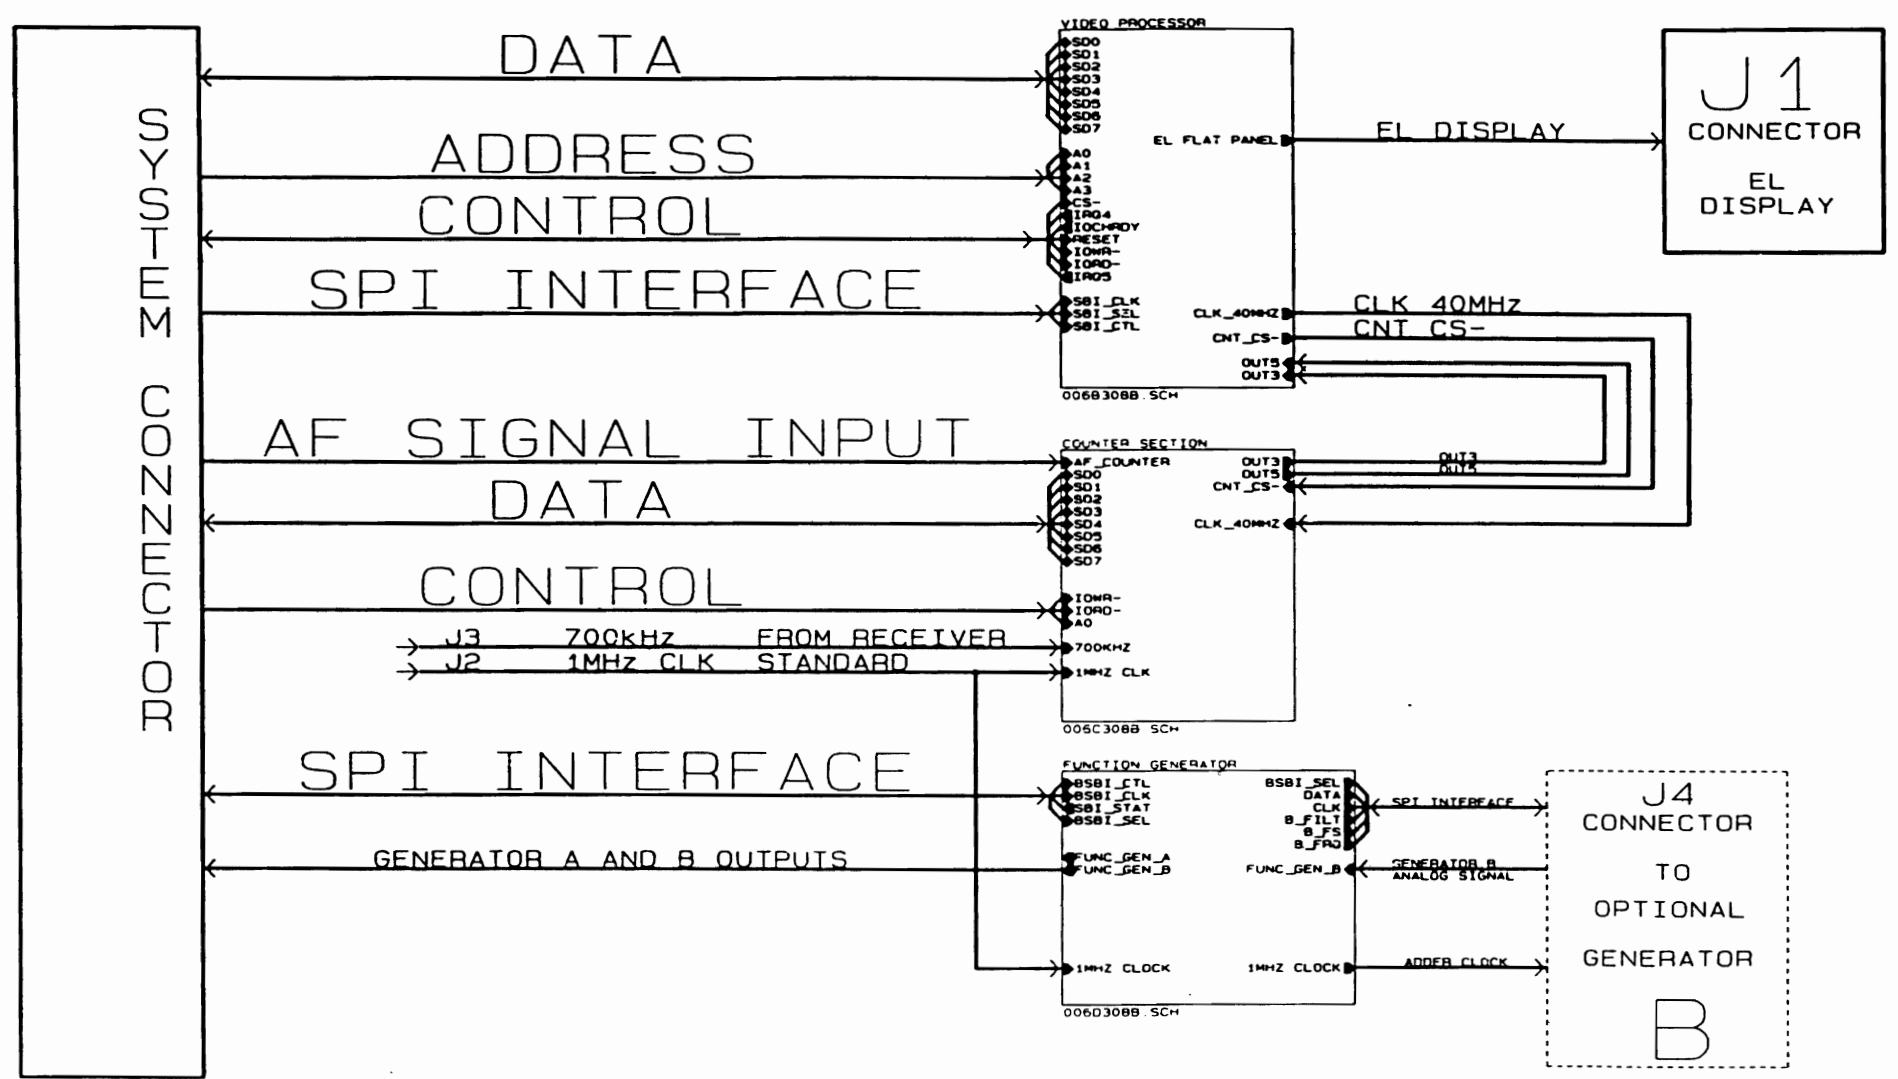 SYSTEM CONNECTOR
DATA
ADDRESS
CONTROL
SPI INTERFACE
AF SIGNAL INPUT
DATA
CONTROL
J3 700kHz FROM RECEIVER
J2 1MHz CLK STANDARD
SPI INTERFACE
GENERATOR A AND B OUTPUTS
VIDEO PROCESSOR
SD0
SD1
SD2
SD3
SD4
SD5
SD6
SD7
A0
A1
A2
A3
CS-
IRQ4
IOCHRDY
RESET
IOWR-
IORD-
IRQ5
SBI_CLK
SBI_SEL
SBI_CTL
EL FLAT PANEL
CLK_40MHZ
CNT_CS-
OUT5
OUT3
006B308B.SCH
EL DISPLAY
J1
CONNECTOR
EL
DISPLAY
CLK 40MHz
CNT CS-
COUNTER SECTION
AF_COUNTER
SD0
SD1
SD2
SD3
SD4
SD5
SD6
SD7
IOWR-
IORD-
A0
700KHZ
1MHZ CLK
OUT3
OUT5
CNT_CS-
CLK_40MHZ
OUT3
OUT5
006C308B.SCH
FUNCTION GENERATOR
BSBI_CTL
BSBI_CLK
SBI_STAT
BSBI_SEL
FUNC_GEN_A
FUNC_GEN_B
1MHZ CLOCK
BSBI_SEL
DATA
CLK
B_FILT
B_FS
B_FRQ
FUNC_GEN_B
1MHZ CLOCK
006D308B.SCH
SPI INTERFACE
GENERATOR B
ANALOG SIGNAL
ADDER CLOCK
J4
CONNECTOR
TO
OPTIONAL
GENERATOR
B